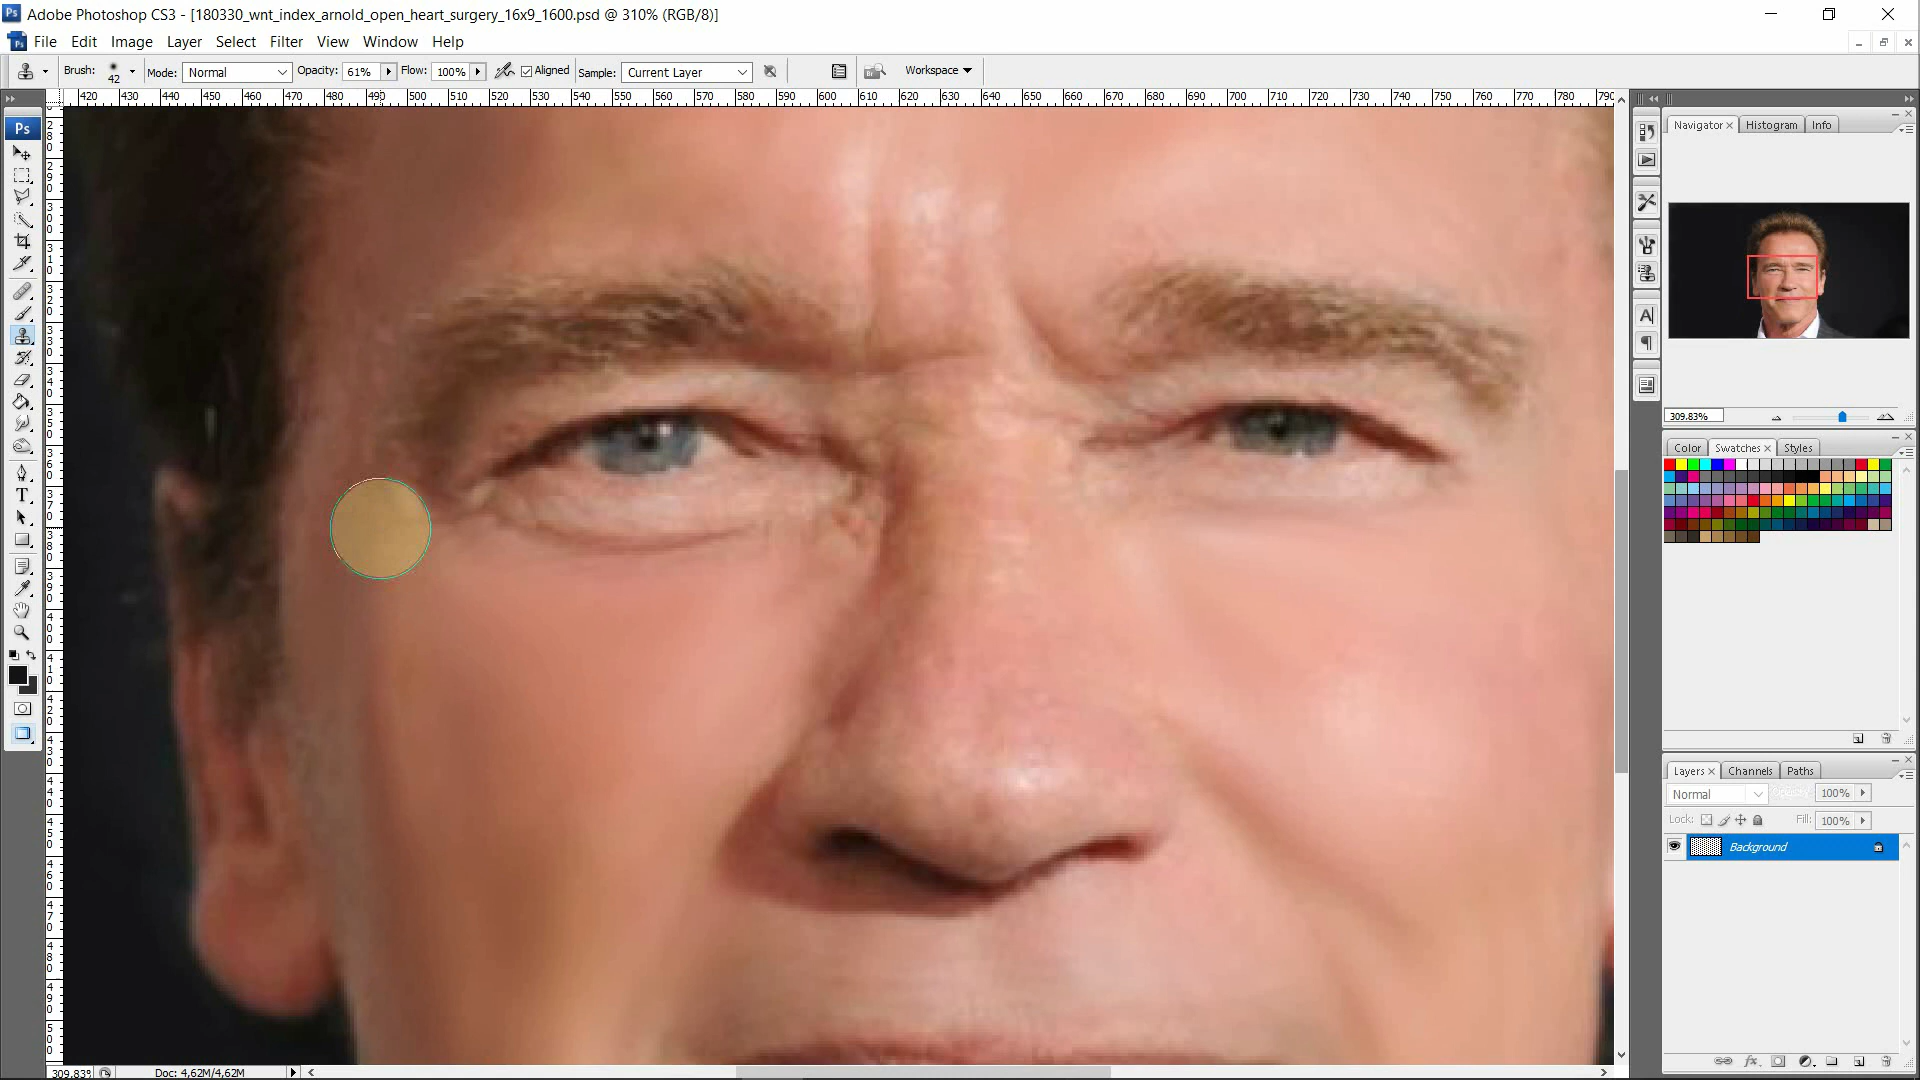 Ps Adobe Photoshop CS3 - [180330_wnt_index_arnold_open_heart_surgery_16x9_1600.psd @ 310% (RGB/8)]
File Edit Image Layer Select Filter View Window Help
Brush: 42 Mode: Normal Opacity: 61% Flow: 100% Aligned Sample: Current Layer Workspace
420 430 440 450 460 470 480 490 500 510 520 530 540 550 560 570 580 590 600 610 620 630 640 650 660 670 680 690 700 710 720 730 740 750 760 770 780 790
Ps
Navigator Histogram Info
309.83%
Color Swatches Styles
Layers Channels Paths
Normal 100%
Lock: Fill: 100%
Background
309.83% Doc: 4,62M/4,62M